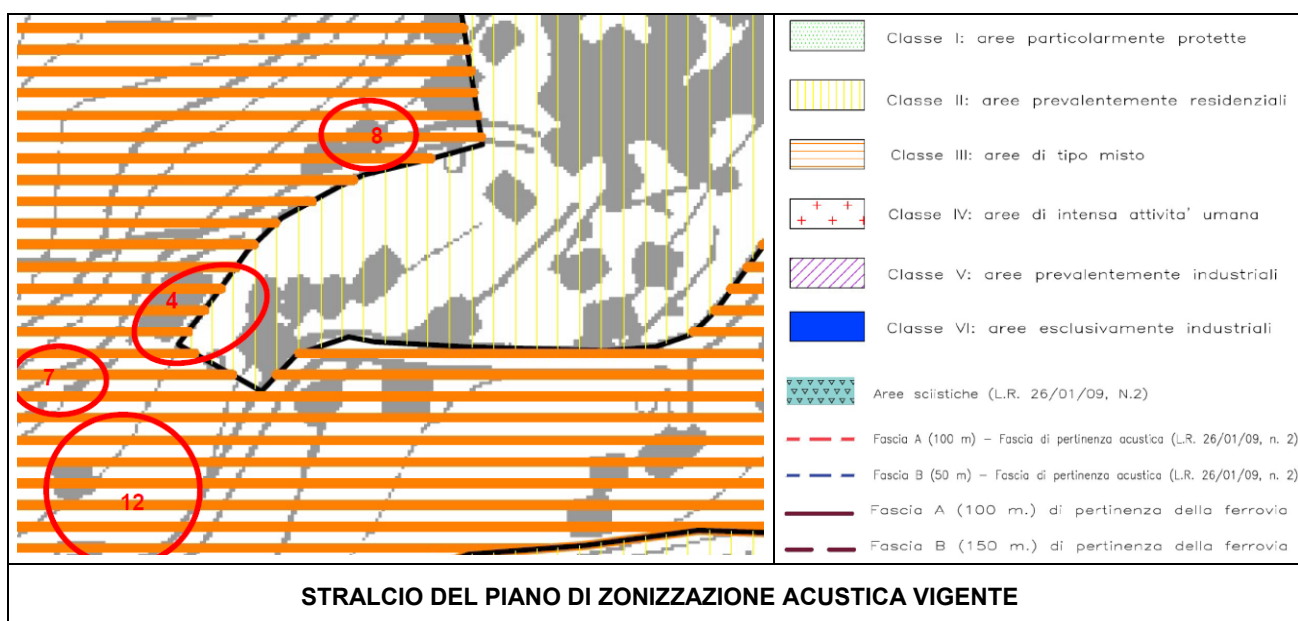 8
4
7
12
Classe I: aree particolarmente protette
Classe II: aree prevalentemente residenziali
Classe III: aree di tipo misto
Classe IV: aree di intensa attivita' umana
Classe V: aree prevalentemente industriali
Classe VI: aree esclusivamente industriali
Aree sciistiche (L.R. 26/01/09, N.2)
Fascia A (100 m) – Fascia di pertinenza acustica (L.R. 26/01/09, n. 2)
Fascia B (50 m) – Fascia di pertinenza acustica (L.R. 26/01/09, n. 2)
Fascia A (100 m.) di pertinenza della ferrovia
Fascia B (150 m.) di pertinenza della ferrovia
STRALCIO DEL PIANO DI ZONIZZAZIONE ACUSTICA VIGENTE